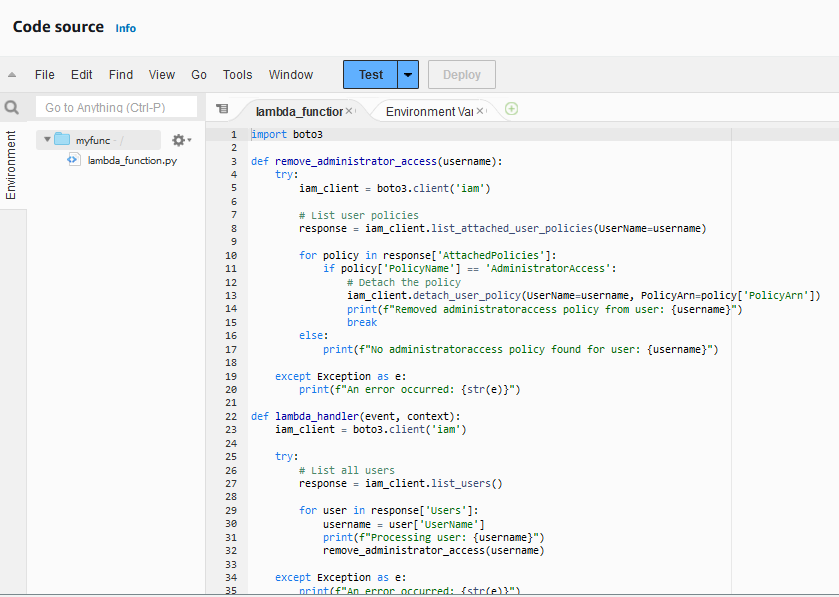 Code source Info
File Edit Find View Go Tools Window Test Deploy
Go to Anything (Ctrl-P)
lambda_functior × Environment Var ×
Environment
myfunc - /
lambda_function.py
1 import boto3
2
3 def remove_administrator_access(username):
4 try:
5 iam_client = boto3.client('iam')
6
7 # List user policies
8 response = iam_client.list_attached_user_policies(UserName=username)
9
10 for policy in response['AttachedPolicies']:
11 if policy['PolicyName'] == 'AdministratorAccess':
12 # Detach the policy
13 iam_client.detach_user_policy(UserName=username, PolicyArn=policy['PolicyArn'])
14 print(f"Removed administratoraccess policy from user: {username}")
15 break
16 else:
17 print(f"No administratoraccess policy found for user: {username}")
18
19 except Exception as e:
20 print(f"An error occurred: {str(e)}")
21
22 def lambda_handler(event, context):
23 iam_client = boto3.client('iam')
24
25 try:
26 # List all users
27 response = iam_client.list_users()
28
29 for user in response['Users']:
30 username = user['UserName']
31 print(f"Processing user: {username}")
32 remove_administrator_access(username)
33
34 except Exception as e:
35 print(f"An error occurred: {str(e)}")